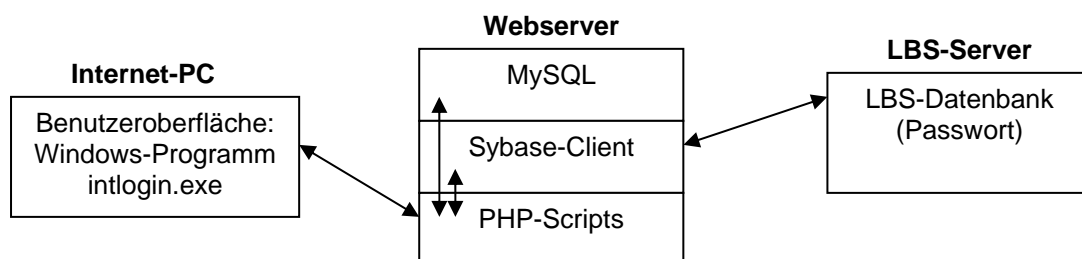 Webserver
Internet-PC
LBS-Server
MySQL
Benutzeroberfläche:
Windows-Programm
intlogin.exe
Sybase-Client
PHP-Scripts
LBS-Datenbank
(Passwort)